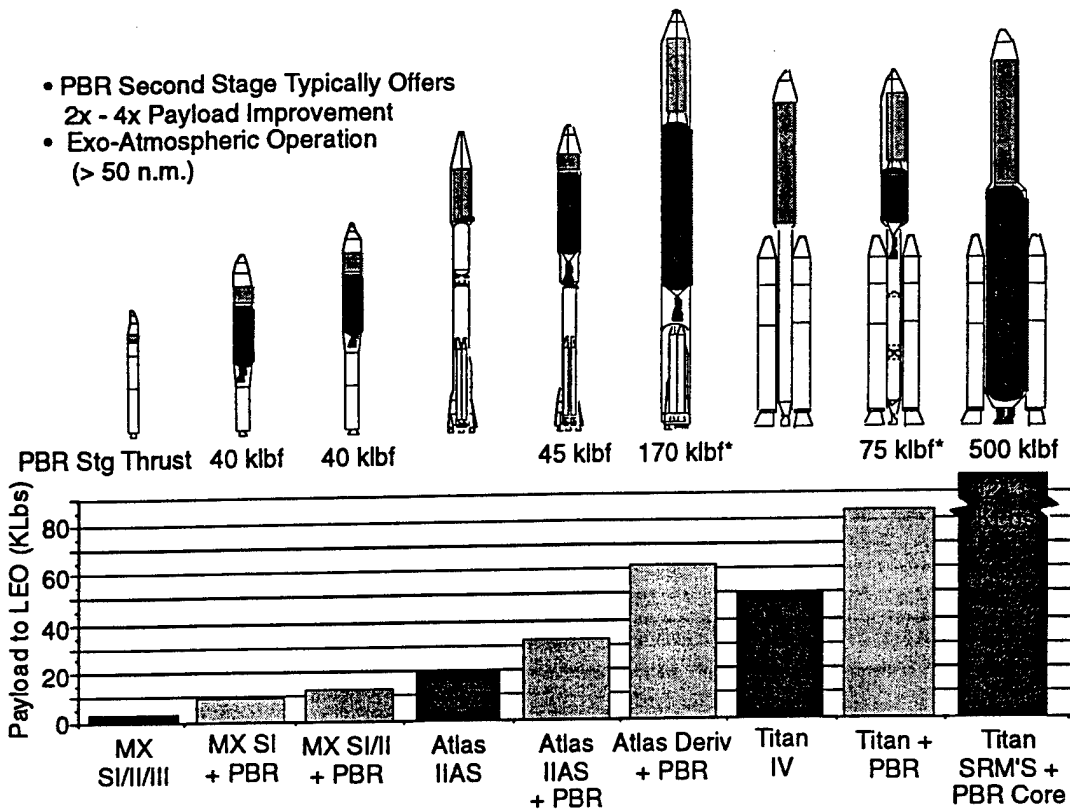 • PBR Second Stage Typically Offers
2x - 4x Payload Improvement
• Exo-Atmospheric Operation
(> 50 n.m.)
PBR Stg Thrust 40 klbf 40 klbf 45 klbf 170 klbf* 75 klbf* 500 klbf
Payload to LEO (KLbs)
80
60
40
20
0
MX
SI/II/III
MX SI
+ PBR
MX SI/II
+ PBR
Atlas
IIAS
Atlas
IIAS
+ PBR
Atlas Deriv
+ PBR
Titan
IV
Titan +
PBR
Titan
SRM'S +
PBR Core